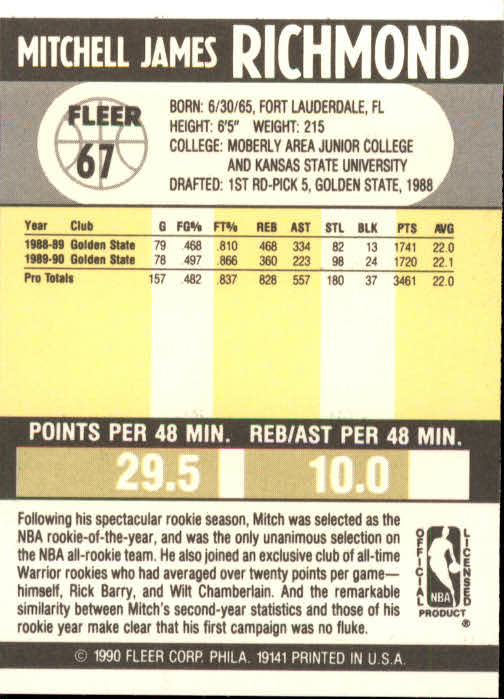 MITCHELL JAMES RICHMOND
FLEER
67
BORN: 6/30/65, FORT LAUDERDALE, FL
HEIGHT: 6'5" WEIGHT: 215
COLLEGE: MOBERLY AREA JUNIOR COLLEGE
AND KANSAS STATE UNIVERSITY
DRAFTED: 1ST RD-PICK 5, GOLDEN STATE, 1988
Year Club G FG% FT% REB AST STL BLK PTS AVG
1988-89 Golden State 79 .468 .810 468 334 82 13 1741 22.0
1989-90 Golden State 78 .497 .866 360 223 98 24 1720 22.1
Pro Totals 157 .482 .837 828 557 180 37 3461 22.0
POINTS PER 48 MIN. REB/AST PER 48 MIN.
29.5 10.0
Following his spectacular rookie season, Mitch was selected as the
NBA rookie-of-the-year, and was the only unanimous selection on
the NBA all-rookie team. He also joined an exclusive club of all-time
Warrior rookies who had averaged over twenty points per game—
himself, Rick Barry, and Wilt Chamberlain. And the remarkable
similarity between Mitch's second-year statistics and those of his
rookie year make clear that his first campaign was no fluke.
OFFICIAL
LICENSED
NBA
PRODUCT
®
© 1990 FLEER CORP. PHILA. 19141 PRINTED IN U.S.A.